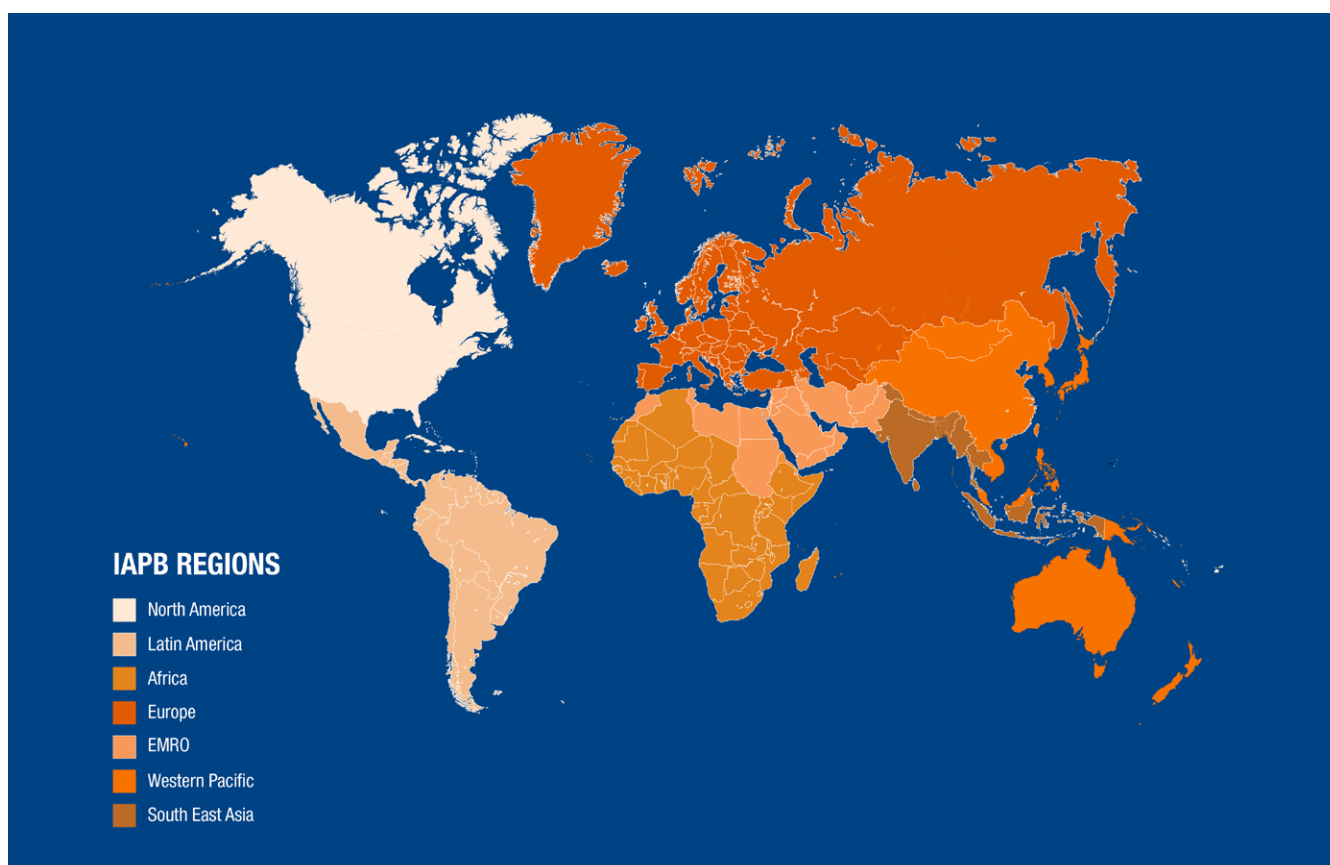 IAPB REGIONS
North America
Latin America
Africa
Europe
EMRO
Western Pacific
South East Asia